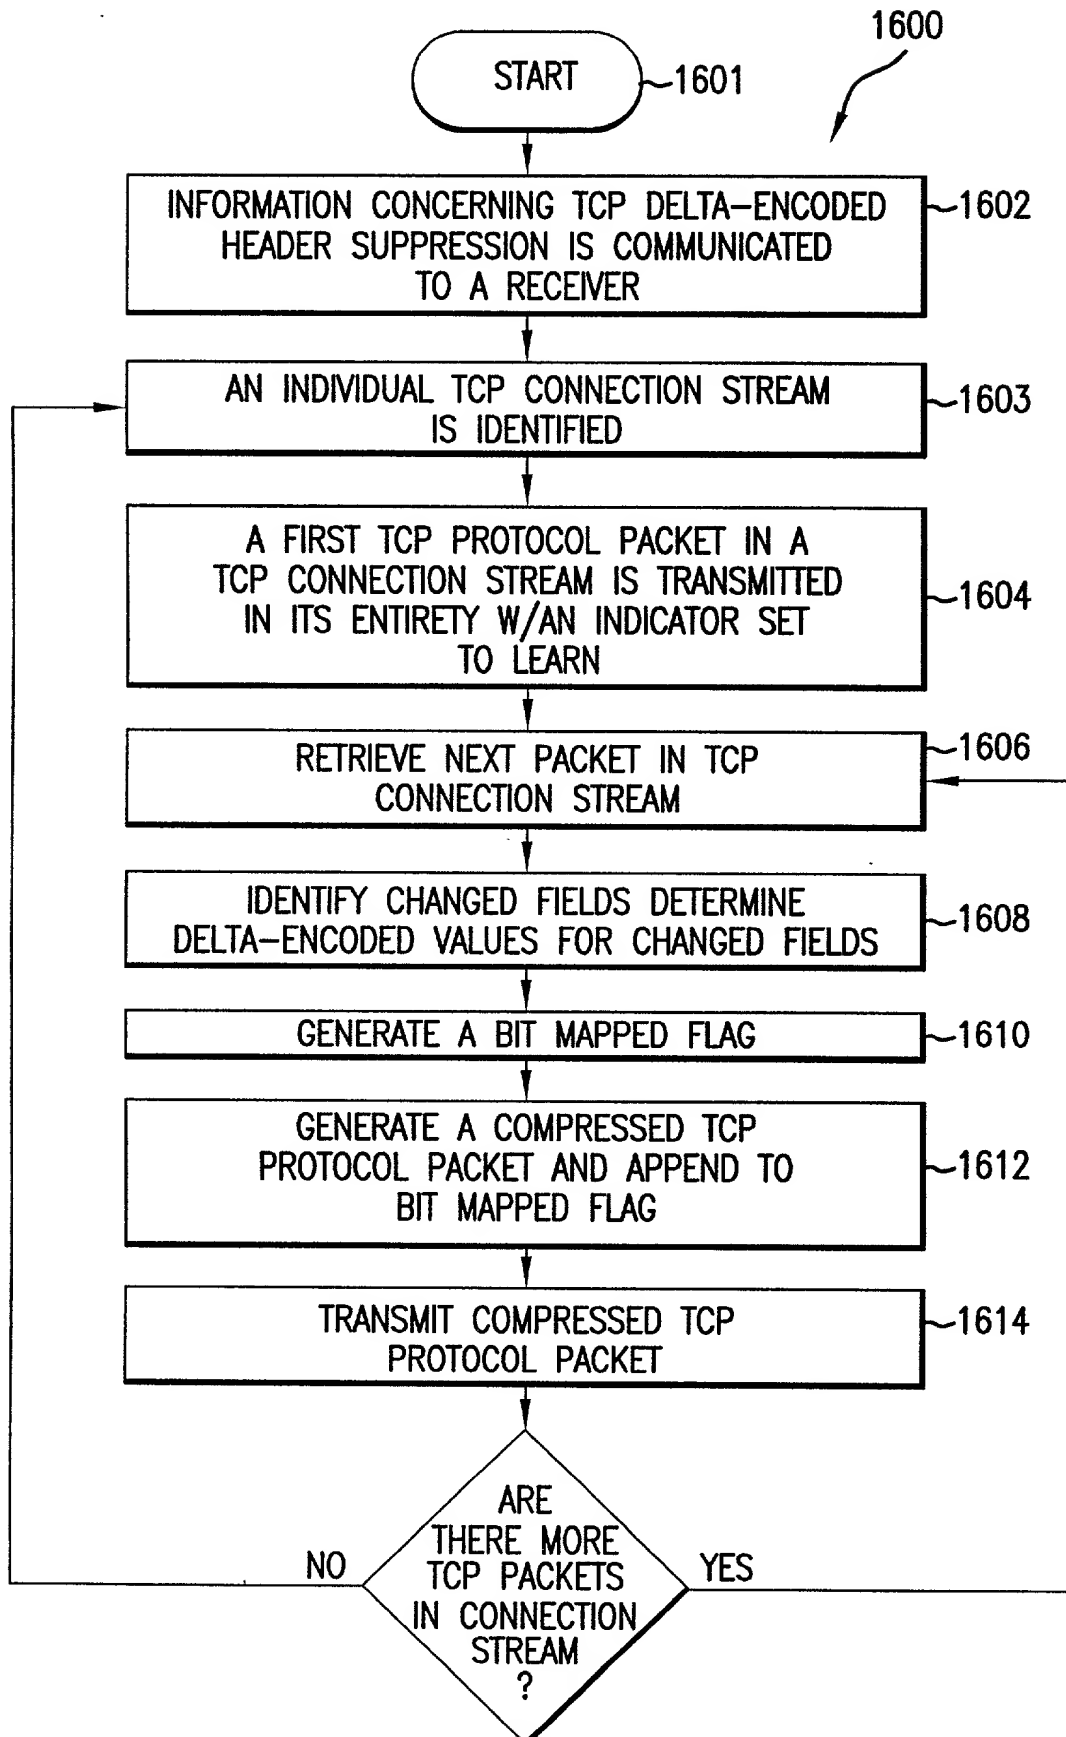 1600
START
1601
INFORMATION CONCERNING TCP DELTA-ENCODED
HEADER SUPPRESSION IS COMMUNICATED
TO A RECEIVER
1602
AN INDIVIDUAL TCP CONNECTION STREAM
IS IDENTIFIED
1603
A FIRST TCP PROTOCOL PACKET IN A
TCP CONNECTION STREAM IS TRANSMITTED
IN ITS ENTIRETY W/AN INDICATOR SET
TO LEARN
1604
RETRIEVE NEXT PACKET IN TCP
CONNECTION STREAM
1606
IDENTIFY CHANGED FIELDS DETERMINE
DELTA-ENCODED VALUES FOR CHANGED FIELDS
1608
GENERATE A BIT MAPPED FLAG
1610
GENERATE A COMPRESSED TCP
PROTOCOL PACKET AND APPEND TO
BIT MAPPED FLAG
1612
TRANSMIT COMPRESSED TCP
PROTOCOL PACKET
1614
ARE
THERE MORE
TCP PACKETS
IN CONNECTION
STREAM
?
NO
YES